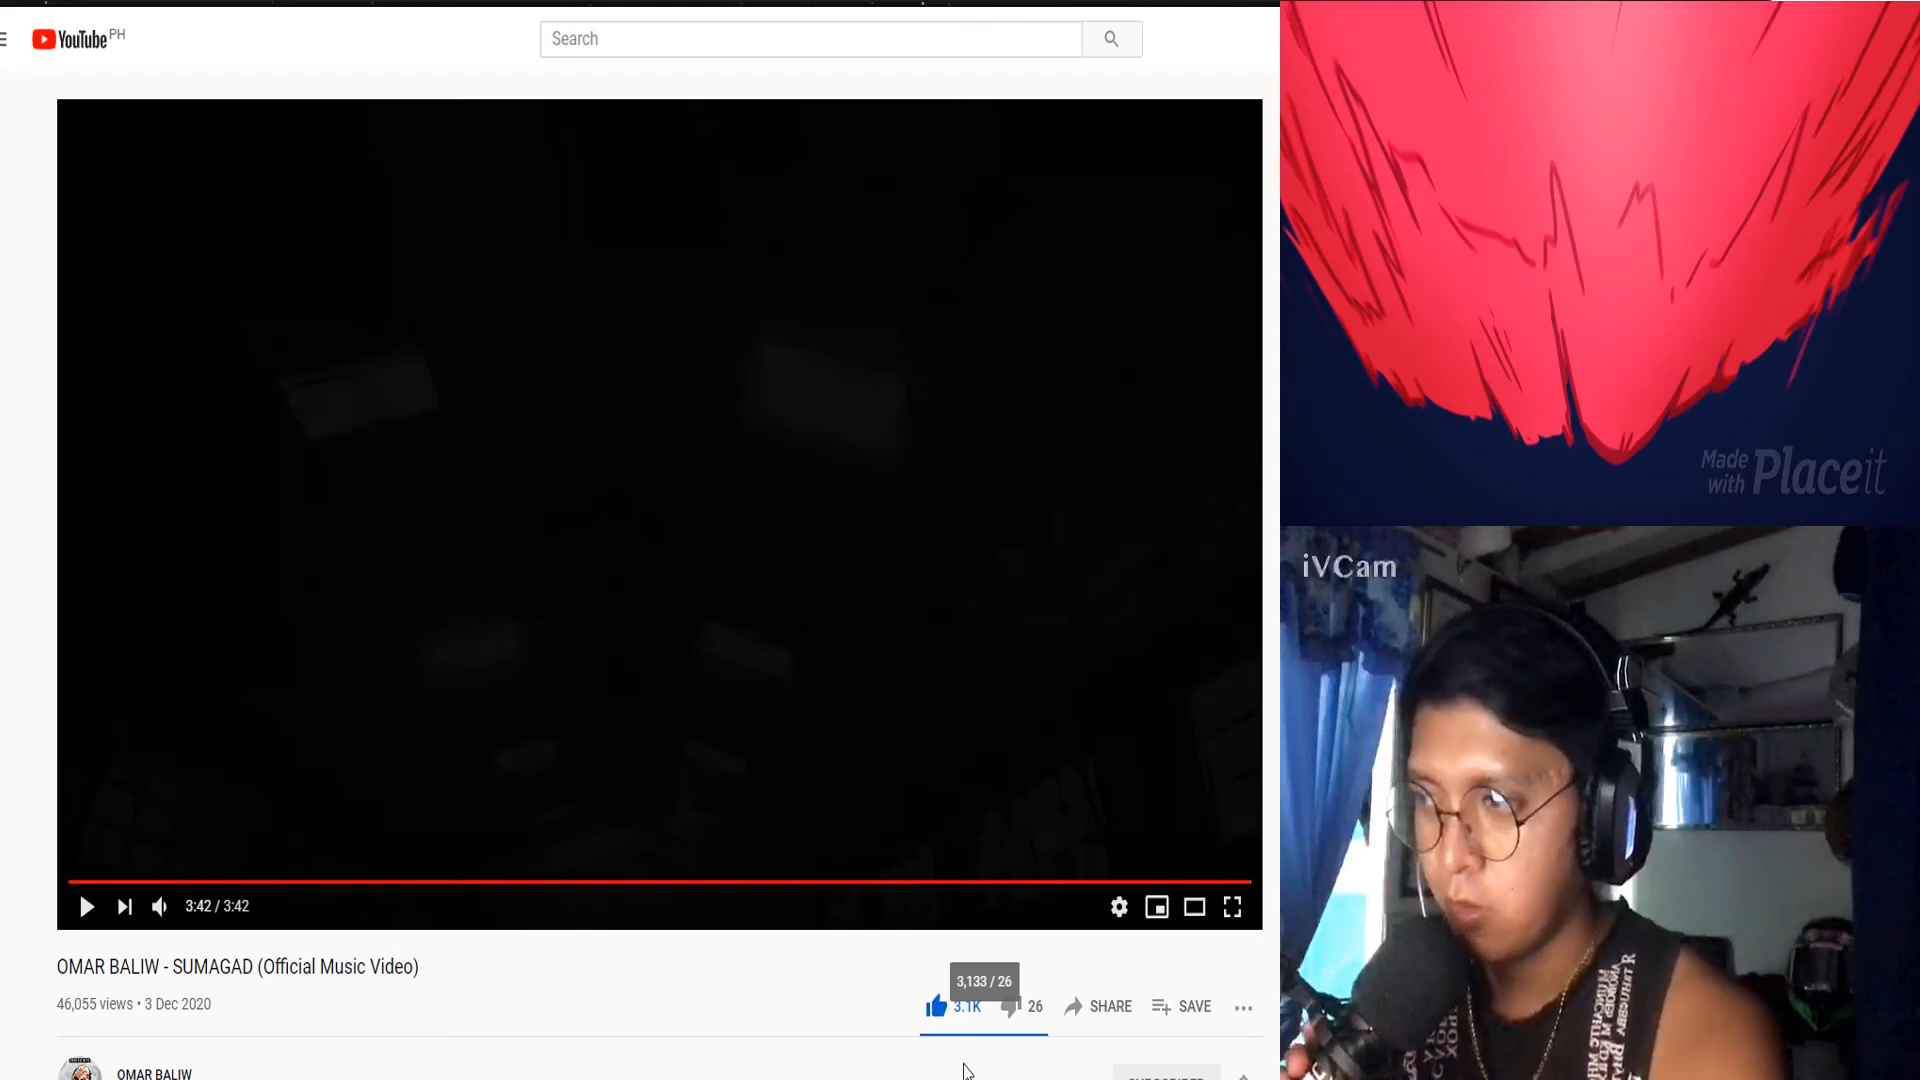 YouTube PH
Search
3:42 / 3:42
OMAR BALIW - SUMAGAD (Official Music Video)
46,055 views • 3 Dec 2020
3,133 / 26
3.1K
26
SHARE
SAVE
OMAR BALIW
Made with Placeit
iVCam